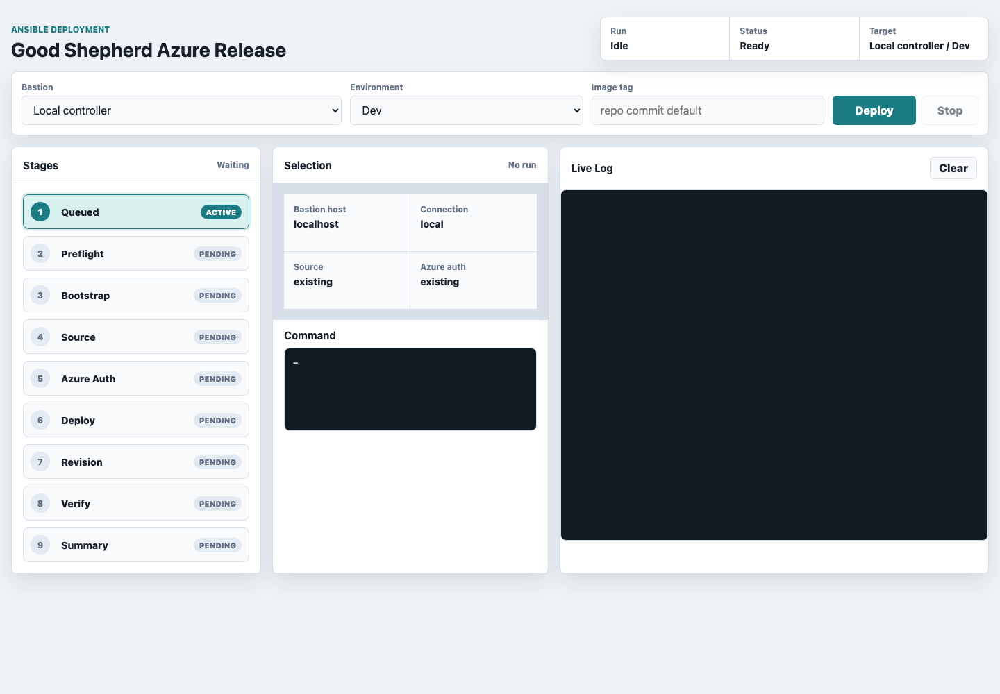 ANSIBLE DEPLOYMENT
Good Shepherd Azure Release
Run
Idle
Status
Ready
Target
Local controller / Dev
Bastion
Local controller
Environment
Dev
Image tag
repo commit default
Deploy
Stop
Stages
Waiting
1 Queued ACTIVE
2 Preflight PENDING
3 Bootstrap PENDING
4 Source PENDING
5 Azure Auth PENDING
6 Deploy PENDING
7 Revision PENDING
8 Verify PENDING
9 Summary PENDING
Selection
No run
Bastion host
localhost
Connection
local
Source
existing
Azure auth
existing
Command
–
Live Log
Clear